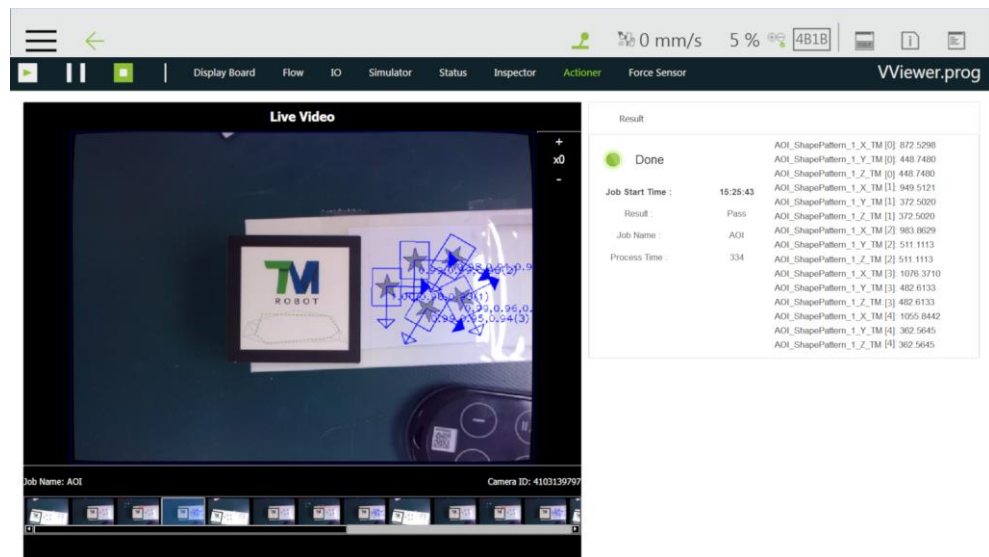 0 mm/s 5 % 4B1B
Display Board Flow IO Simulator Status Inspector Actioner Force Sensor VViewer.prog
Live Video
+
x0
-
TM
ROBOT
Job Name: AOI Camera ID: 4103139797
Result
Done
Job Start Time : 15:25:43
Result : Pass
Job Name : AOI
Process Time : 334
AOI_ShapePattern_1_X_TM [0]: 872.5298
AOI_ShapePattern_1_Y_TM [0]: 448.7480
AOI_ShapePattern_1_Z_TM [0]: 448.7480
AOI_ShapePattern_1_X_TM [1]: 949.5121
AOI_ShapePattern_1_Y_TM [1]: 372.5020
AOI_ShapePattern_1_Z_TM [1]: 372.5020
AOI_ShapePattern_1_X_TM [2]: 983.8629
AOI_ShapePattern_1_Y_TM [2]: 511.1113
AOI_ShapePattern_1_Z_TM [2]: 511.1113
AOI_ShapePattern_1_X_TM [3]: 1076.3710
AOI_ShapePattern_1_Y_TM [3]: 482.6133
AOI_ShapePattern_1_Z_TM [3]: 482.6133
AOI_ShapePattern_1_X_TM [4]: 1055.8442
AOI_ShapePattern_1_Y_TM [4]: 362.5645
AOI_ShapePattern_1_Z_TM [4]: 362.5645